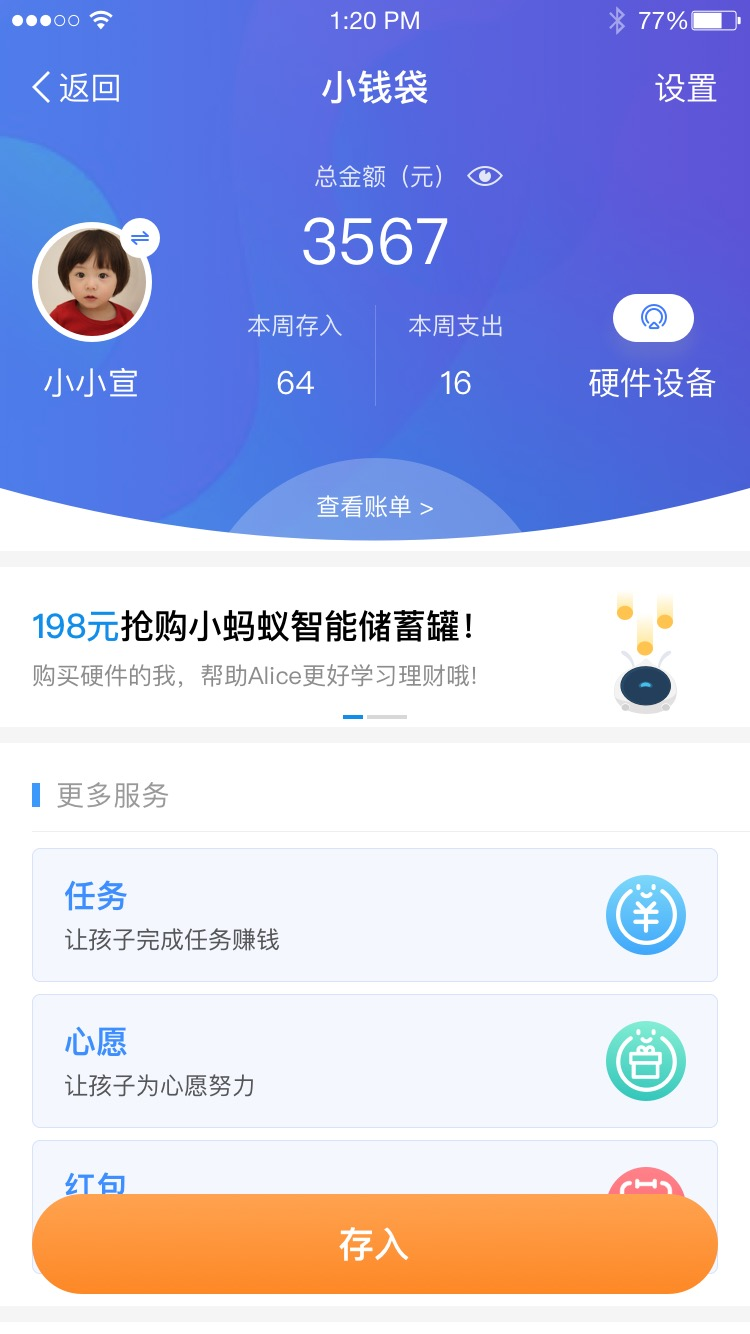 1:20 PM 77%
返回 小钱袋 设置
总金额（元）
3567
本周存入 本周支出
64 16
小小宣 硬件设备
查看账单 >
198元抢购小蚂蚁智能储蓄罐！
购买硬件的我，帮助Alice更好学习理财哦!
更多服务
任务
让孩子完成任务赚钱
心愿
让孩子为心愿努力
红包
存入